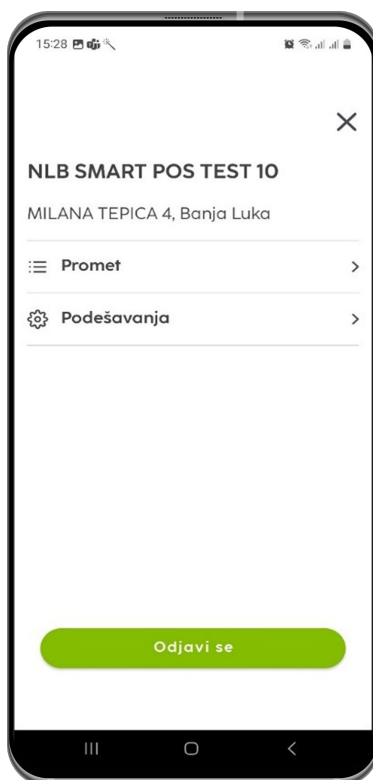 15:28
NLB SMART POS TEST 10
MILANA TEPICA 4, Banja Luka
Promet
Podešavanja
Odjavi se